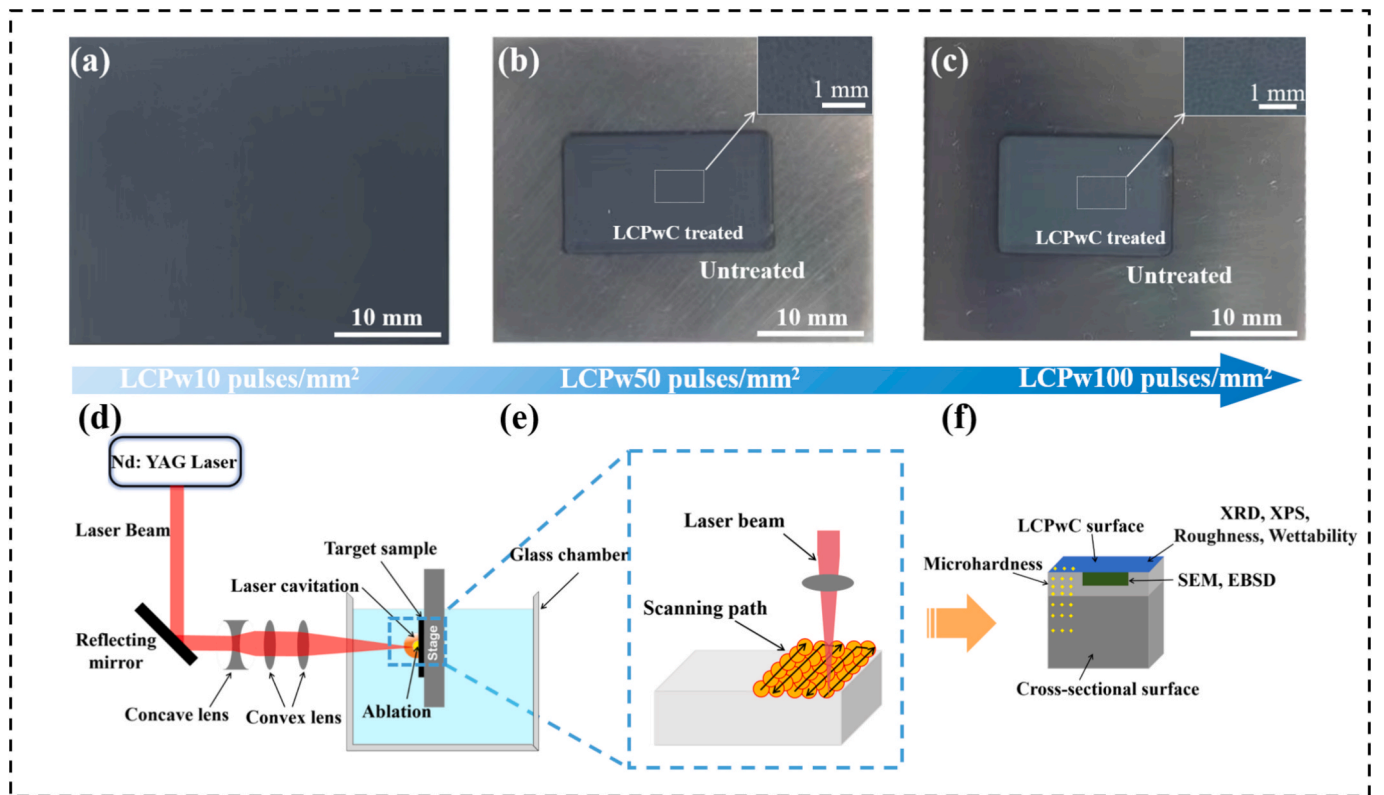 (a)
10 mm
(b)
1 mm
LCPwC treated
Untreated
10 mm
(c)
1 mm
LCPwC treated
Untreated
10 mm
LCPw10 pulses/mm²
LCPw50 pulses/mm²
LCPw100 pulses/mm²
(d)
Nd: YAG Laser
Laser Beam
Reflecting
mirror
Concave lens
Convex lens
Target sample
Laser cavitation
Glass chamber
Stage
Ablation
(e)
Laser beam
Scanning path
(f)
XRD, XPS,
Roughness, Wettability
LCPwC surface
Microhardness
SEM, EBSD
Cross-sectional surface